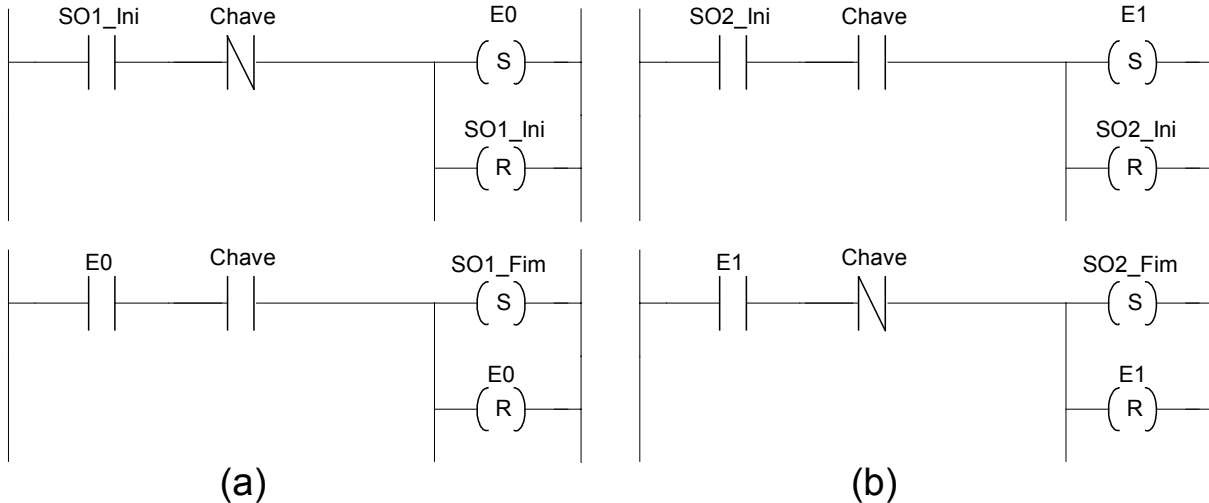 SO1_Ini Chave E0
S
SO1_Ini
R
E0 Chave SO1_Fim
S
E0
R
(a)
SO2_Ini Chave E1
S
SO2_Ini
R
E1 Chave SO2_Fim
S
E1
R
(b)